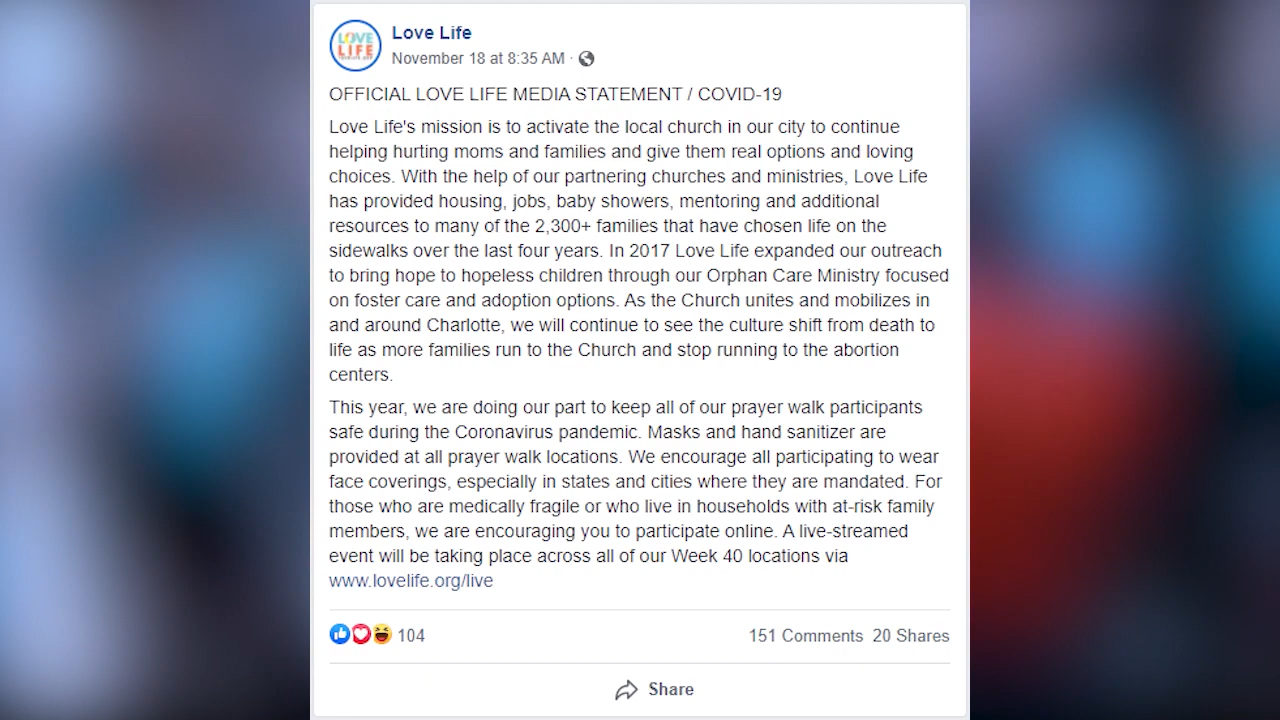 LOVE
LIFE
Love Life
November 18 at 8:35 AM ·
OFFICIAL LOVE LIFE MEDIA STATEMENT / COVID-19
Love Life's mission is to activate the local church in our city to continue
helping hurting moms and families and give them real options and loving
choices. With the help of our partnering churches and ministries, Love Life
has provided housing, jobs, baby showers, mentoring and additional
resources to many of the 2,300+ families that have chosen life on the
sidewalks over the last four years. In 2017 Love Life expanded our outreach
to bring hope to hopeless children through our Orphan Care Ministry focused
on foster care and adoption options. As the Church unites and mobilizes in
and around Charlotte, we will continue to see the culture shift from death to
life as more families run to the Church and stop running to the abortion
centers.
This year, we are doing our part to keep all of our prayer walk participants
safe during the Coronavirus pandemic. Masks and hand sanitizer are
provided at all prayer walk locations. We encourage all participating to wear
face coverings, especially in states and cities where they are mandated. For
those who are medically fragile or who live in households with at-risk family
members, we are encouraging you to participate online. A live-streamed
event will be taking place across all of our Week 40 locations via
www.lovelife.org/live
104
151 Comments 20 Shares
Share